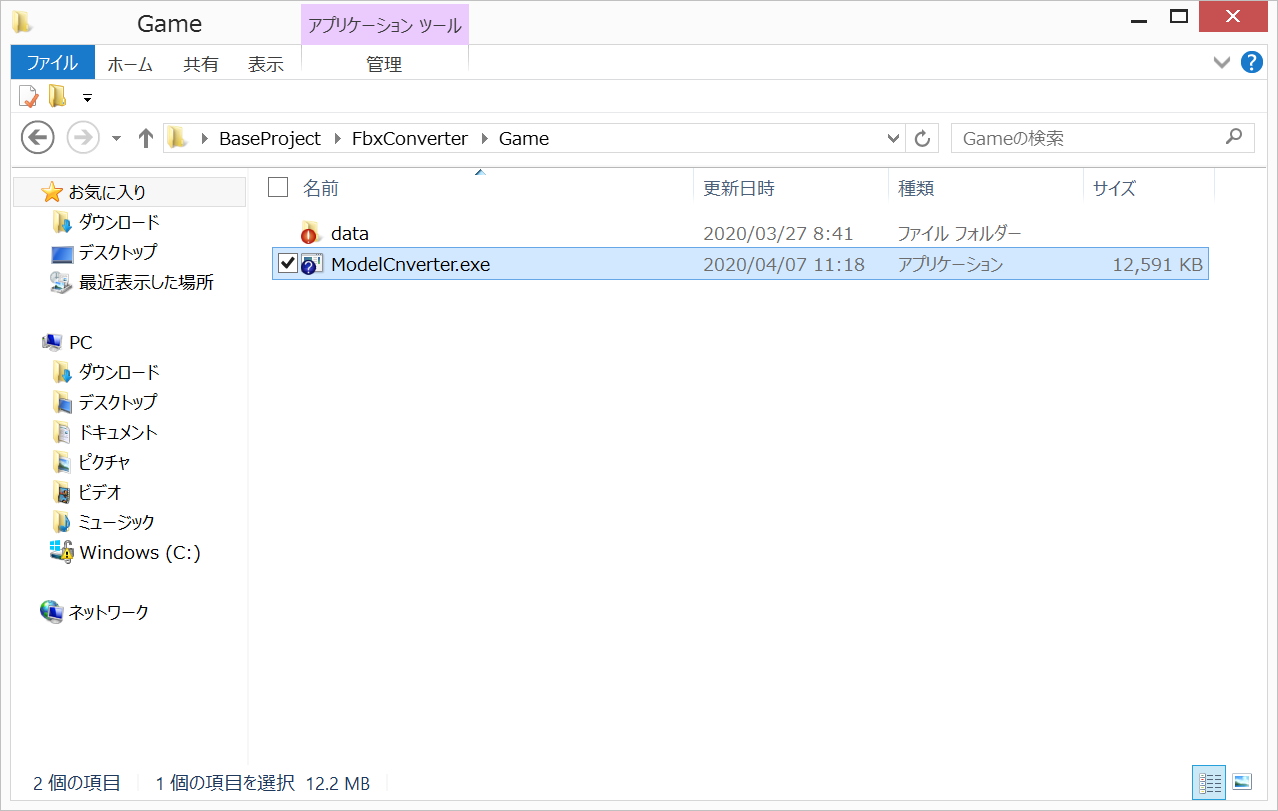 Game
アプリケーション ツール
ファイル ホーム 共有 表示 管理
?
BaseProject FbxConverter Game Gameの検索
お気に入り
ダウンロード
デスクトップ
最近表示した場所
PC
ダウンロード
デスクトップ
ドキュメント
ピクチャ
ビデオ
ミュージック
Windows (C:)
ネットワーク
名前 更新日時 種類 サイズ
data 2020/03/27 8:41 ファイル フォルダー
ModelCnverter.exe 2020/04/07 11:18 アプリケーション 12,591 KB
2 個の項目 1 個の項目を選択 12.2 MB